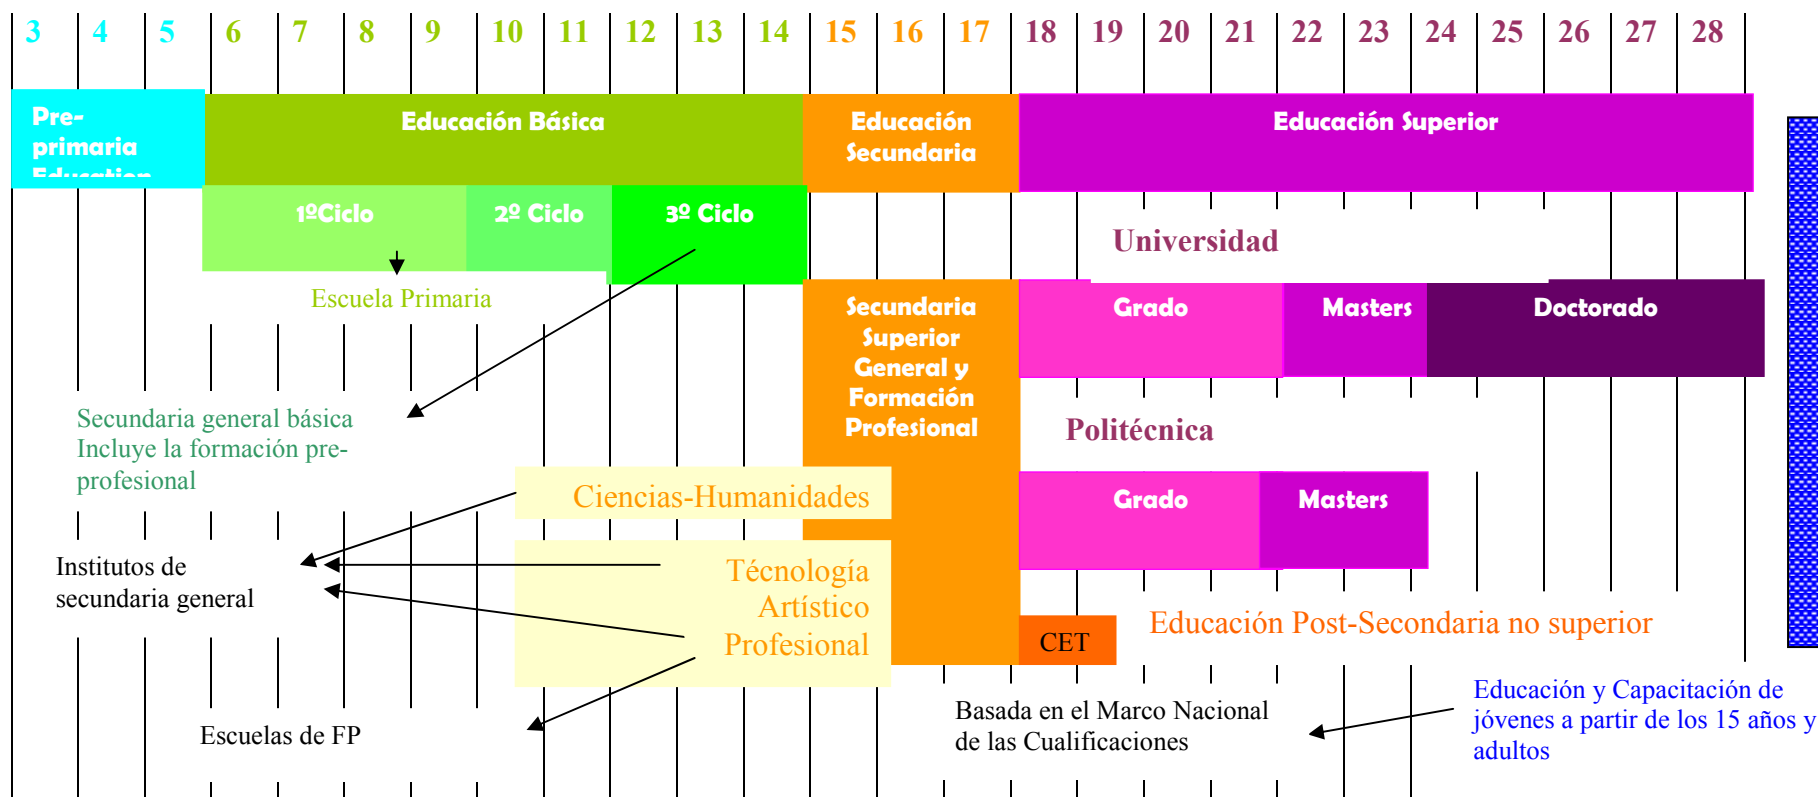 3 4 5 6 7 8 9 10 11 12 13 14 15 16 17 18 19 20 21 22 23 24 25 26 27 28
Pre-
primaria
Education
Educación Básica
Educación
Secundaria
Educación Superior
1ºCiclo
2º Ciclo
3º Ciclo
Universidad
Escuela Primaria
Secundaria
Superior
General y
Formación
Profesional
Grado
Masters
Doctorado
Secundaria general básica
Incluye la formación pre-
profesional
Politécnica
Ciencias-Humanidades
Grado
Masters
Institutos de
secundaria general
Técnología
Artístico
Profesional
CET
Educación Post-Secondaria no superior
Escuelas de FP
Basada en el Marco Nacional
de las Cualificaciones
Educación y Capacitación de
jóvenes a partir de los 15 años y
adultos